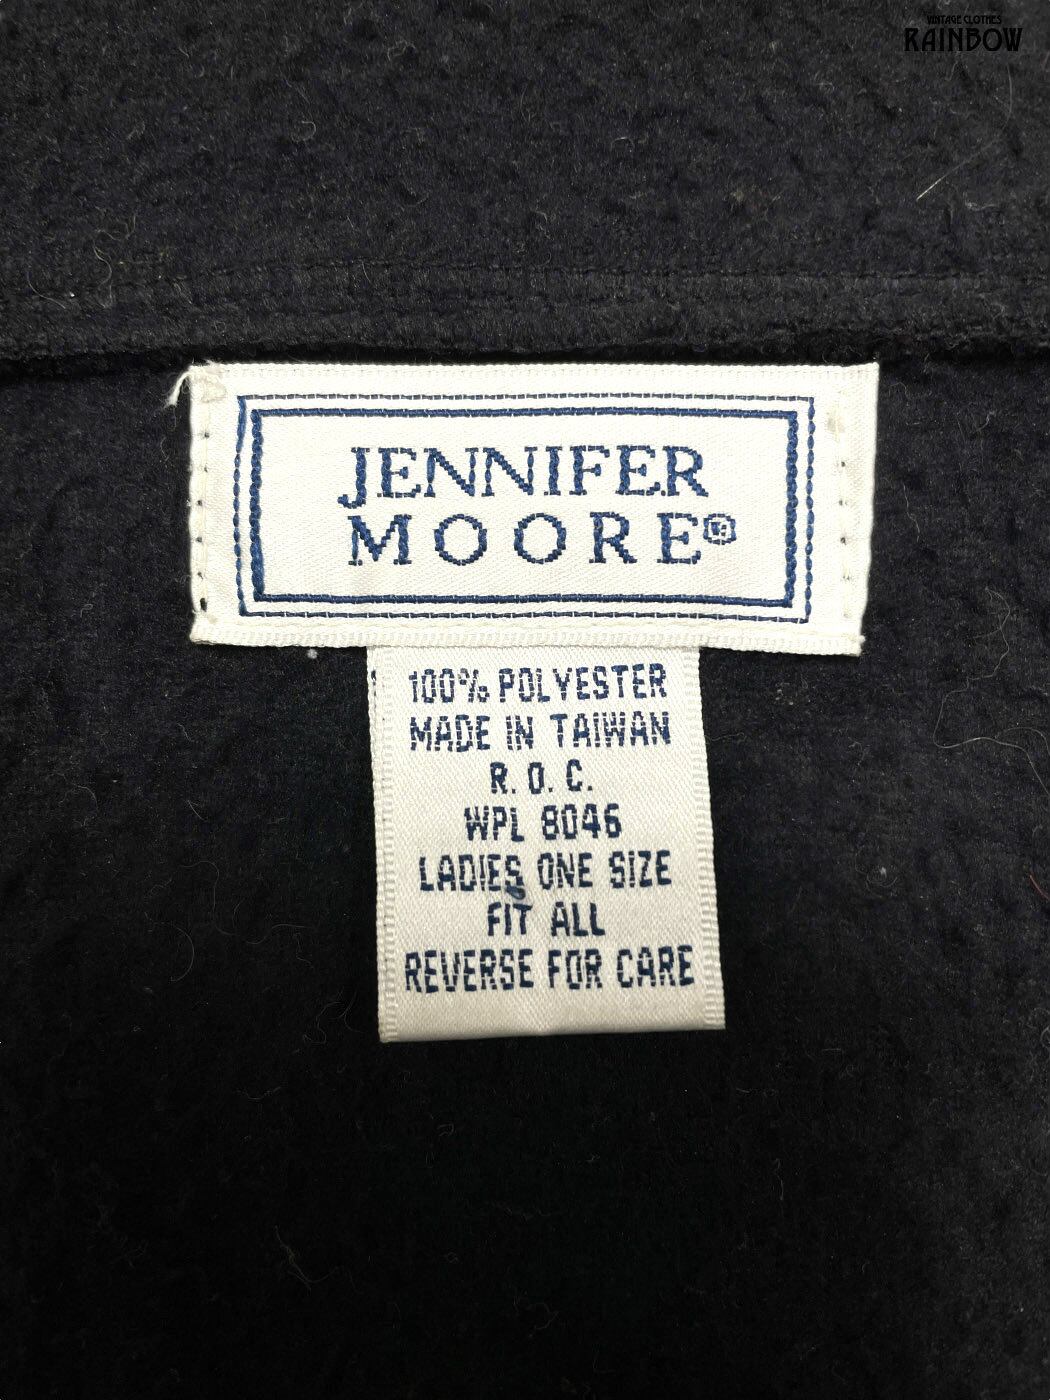 VINTAGE CLOTHES
RAINBOW
JENNIFER
MOORE®
100% POLYESTER
MADE IN TAIWAN
R.O.C.
WPL 8046
LADIES ONE SIZE
FIT ALL
REVERSE FOR CARE